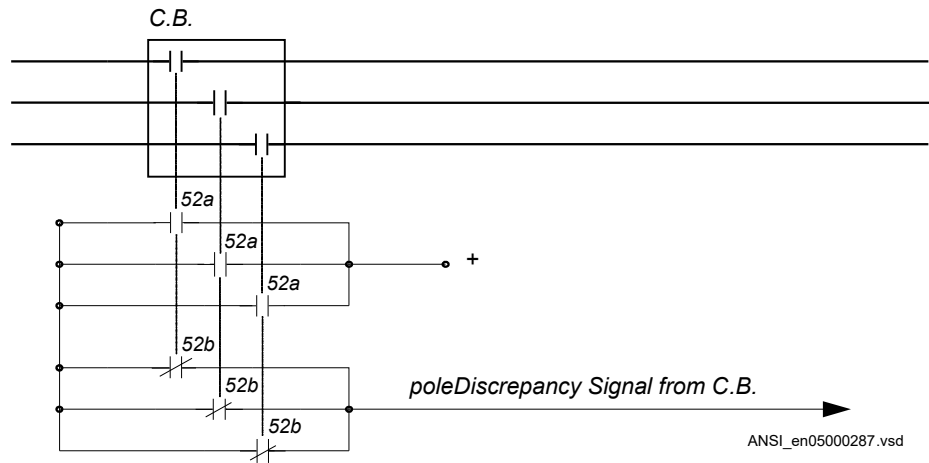 C.B.
52a
52a
+
52a
52b
52b
poleDiscrepancy Signal from C.B.
52b
ANSI_en05000287.vsd